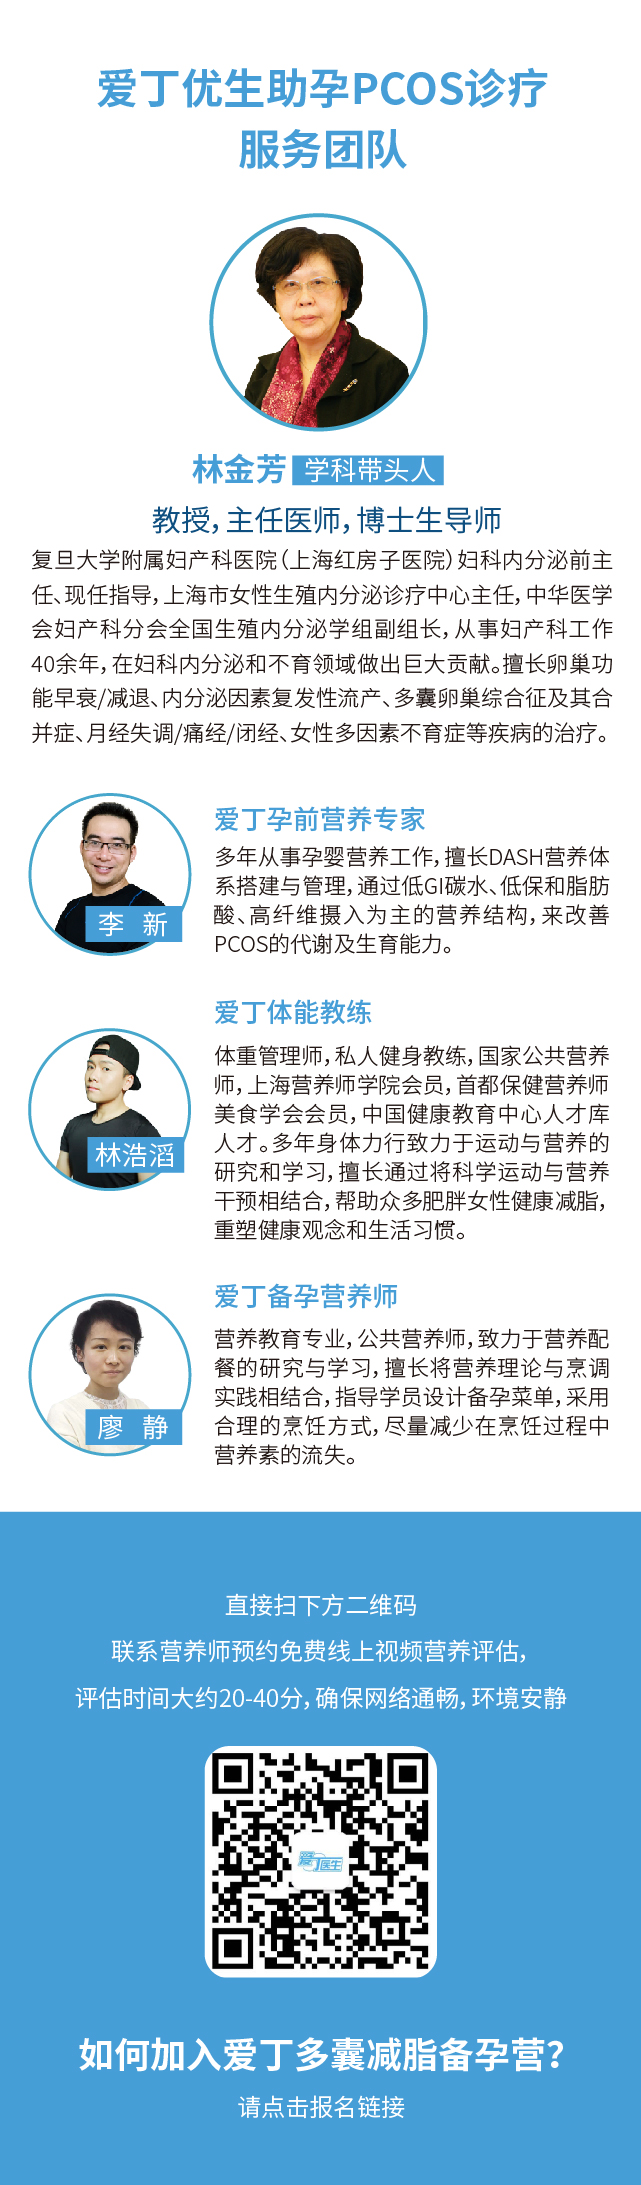 爱丁优生助孕PCOS诊疗
服务团队
林金芳 学科带头人
教授，主任医师，博士生导师
复旦大学附属妇产科医院（上海红房子医院）妇科内分泌前主
任、现任指导，上海市女性生殖内分泌诊疗中心主任，中华医学
会妇产科分会全国生殖内分泌学组副组长，从事妇产科工作
40余年，在妇科内分泌和不育领域做出巨大贡献。擅长卵巢功
能早衰/减退、内分泌因素复发性流产、多囊卵巢综合征及其合
并症、月经失调/痛经/闭经、女性多因素不育症等疾病的治疗。
李 新
爱丁孕前营养专家
多年从事孕婴营养工作，擅长DASH营养体
系搭建与管理，通过低GI碳水、低保和脂肪
酸、高纤维摄入为主的营养结构，来改善
PCOS的代谢及生育能力。
林浩滔
爱丁体能教练
体重管理师，私人健身教练，国家公共营养
师，上海营养师学院会员，首都保健营养师
美食学会会员，中国健康教育中心人才库
人才。多年身体力行致力于运动与营养的
研究和学习，擅长通过将科学运动与营养
干预相结合，帮助众多肥胖女性健康减脂，
重塑健康观念和生活习惯。
廖 静
爱丁备孕营养师
营养教育专业，公共营养师，致力于营养配
餐的研究与学习，擅长将营养理论与烹调
实践相结合，指导学员设计备孕菜单，采用
合理的烹饪方式，尽量减少在烹饪过程中
营养素的流失。
直接扫下方二维码
联系营养师预约免费线上视频营养评估，
评估时间大约20-40分，确保网络通畅，环境安静
爱丁医生
如何加入爱丁多囊减脂备孕营？
请点击报名链接